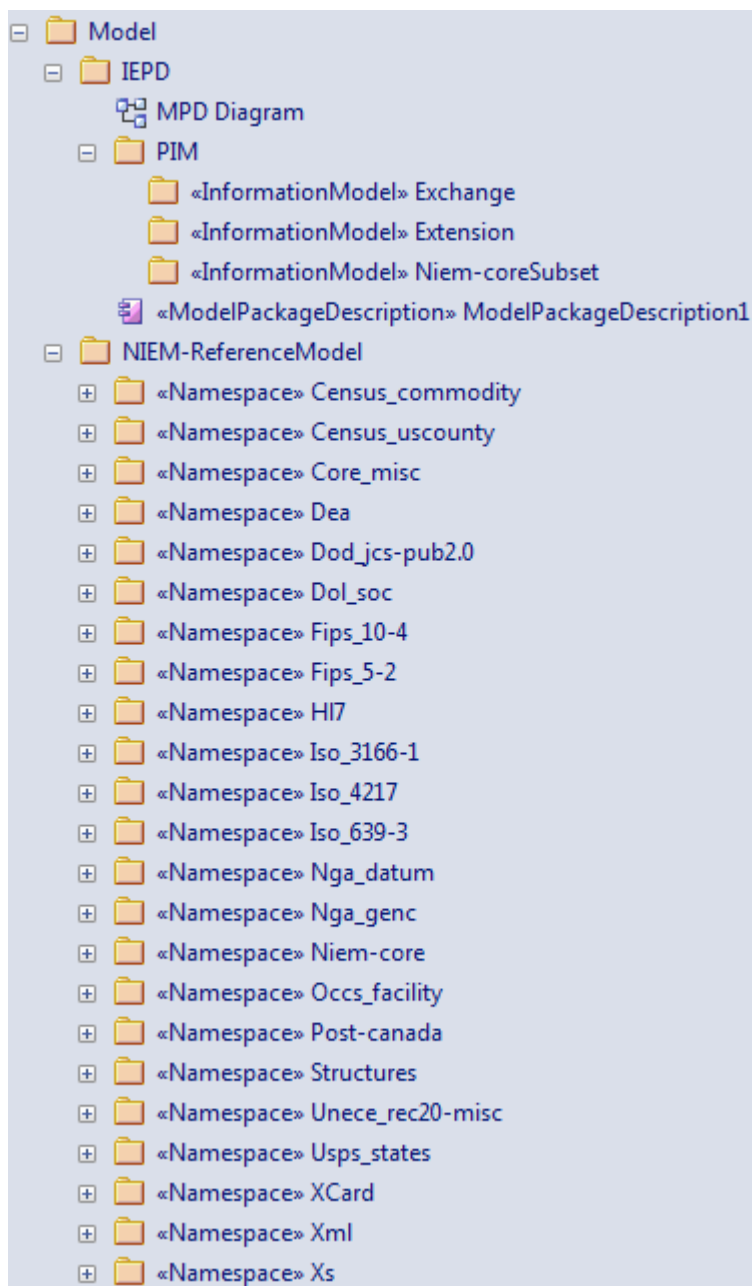 Model
IEPD
MPD Diagram
PIM
«InformationModel» Exchange
«InformationModel» Extension
«InformationModel» Niem-coreSubset
«ModelPackageDescription» ModelPackageDescription1
NIEM-ReferenceModel
«Namespace» Census_commodity
«Namespace» Census_uscounty
«Namespace» Core_misc
«Namespace» Dea
«Namespace» Dod_jcs-pub2.0
«Namespace» Dol_soc
«Namespace» Fips_10-4
«Namespace» Fips_5-2
«Namespace» Hl7
«Namespace» Iso_3166-1
«Namespace» Iso_4217
«Namespace» Iso_639-3
«Namespace» Nga_datum
«Namespace» Nga_genc
«Namespace» Niem-core
«Namespace» Occs_facility
«Namespace» Post-canada
«Namespace» Structures
«Namespace» Unece_rec20-misc
«Namespace» Usps_states
«Namespace» XCard
«Namespace» Xml
«Namespace» Xs